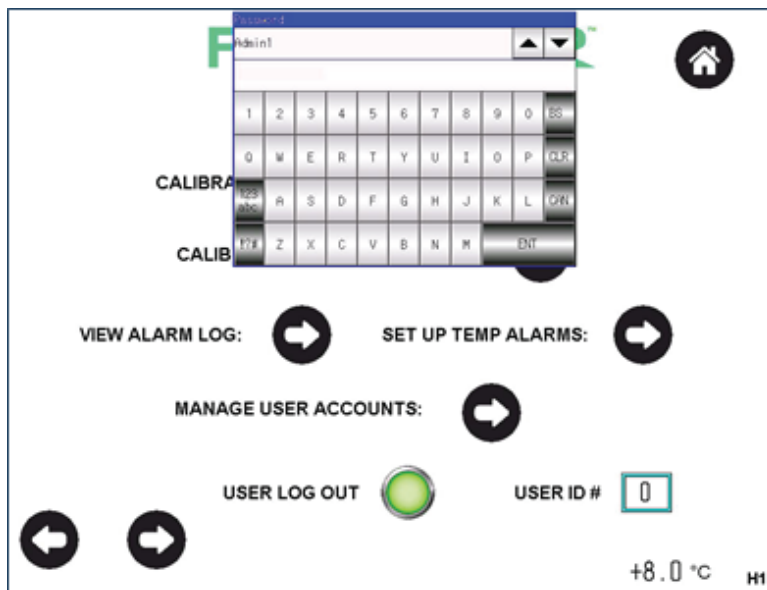 Password
Admin1
1 2 3 4 5 6 7 8 9 0 BS
Q W E R T Y U I O P CLR
123 abc A S D F G H J K L CAN
!?# Z X C V B N M ENT
CALIBRA
CALIB
VIEW ALARM LOG:
SET UP TEMP ALARMS:
MANAGE USER ACCOUNTS:
USER LOG OUT
USER ID # 0
+8.0 °C
H1